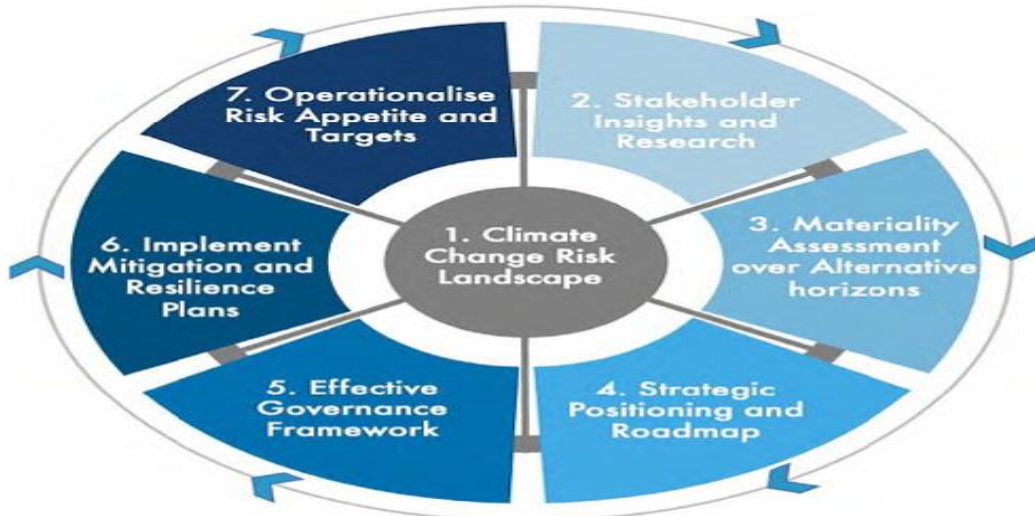 1. Climate
Change Risk
Landscape
2. Stakeholder
Insights and
Research
3. Materiality
Assessment
over Alternative
horizons
4. Strategic
Positioning and
Roadmap
5. Effective
Governance
Framework
6. Implement
Mitigation and
Resilience
Plans
7. Operationalise
Risk Appetite and
Targets